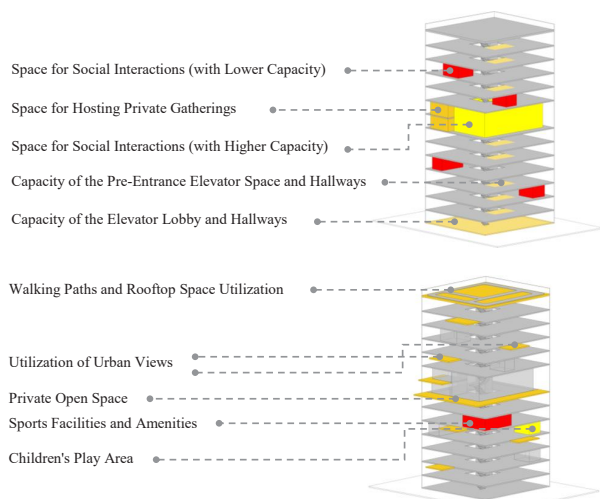 Space for Social Interactions (with Lower Capacity)
Space for Hosting Private Gatherings
Space for Social Interactions (with Higher Capacity)
Capacity of the Pre-Entrance Elevator Space and Hallways
Capacity of the Elevator Lobby and Hallways
Walking Paths and Rooftop Space Utilization
Utilization of Urban Views
Private Open Space
Sports Facilities and Amenities
Children's Play Area